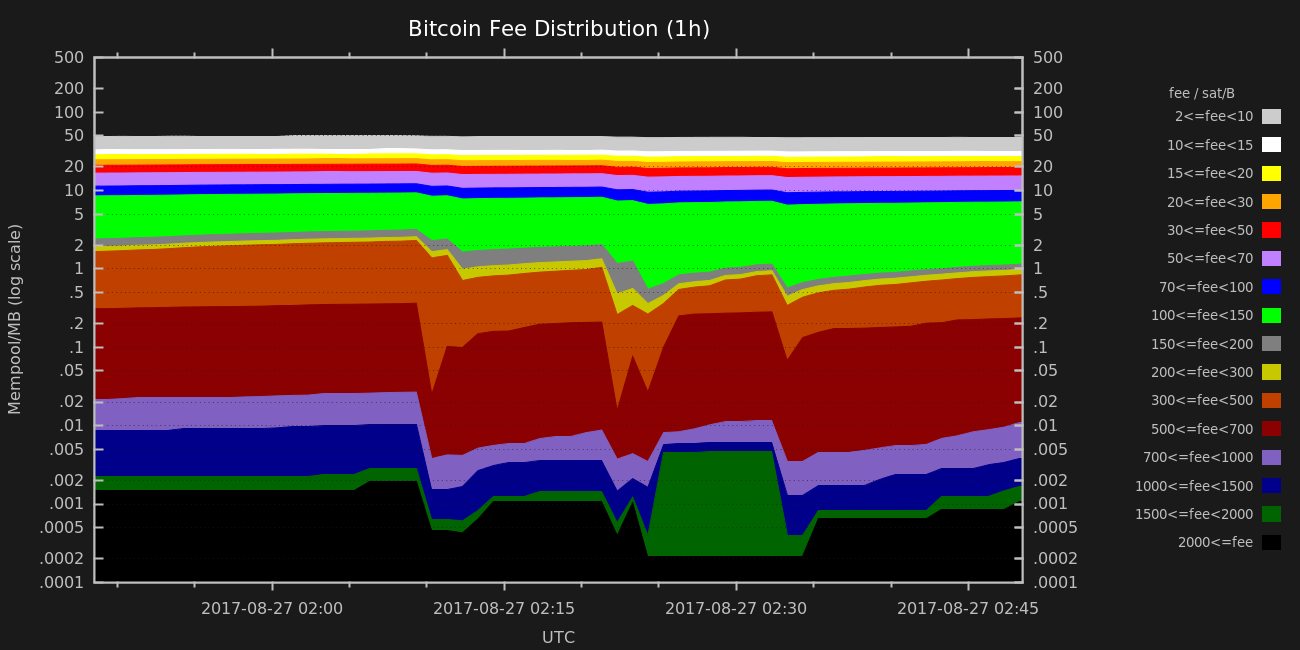 Bitcoin Fee Distribution (1h)
500 500
200 200
100 100
50 50
20 20
10 10
5 5
2 2
1 1
.5 .5
.2 .2
.1 .1
.05 .05
.02 .02
.01 .01
.005 .005
.002 .002
.001 .001
.0005 .0005
.0002 .0002
.0001 .0001
Mempool/MB (log scale)
2017-08-27 02:00 2017-08-27 02:15 2017-08-27 02:30 2017-08-27 02:45
UTC
fee / sat/B
2<=fee<10
10<=fee<15
15<=fee<20
20<=fee<30
30<=fee<50
50<=fee<70
70<=fee<100
100<=fee<150
150<=fee<200
200<=fee<300
300<=fee<500
500<=fee<700
700<=fee<1000
1000<=fee<1500
1500<=fee<2000
2000<=fee